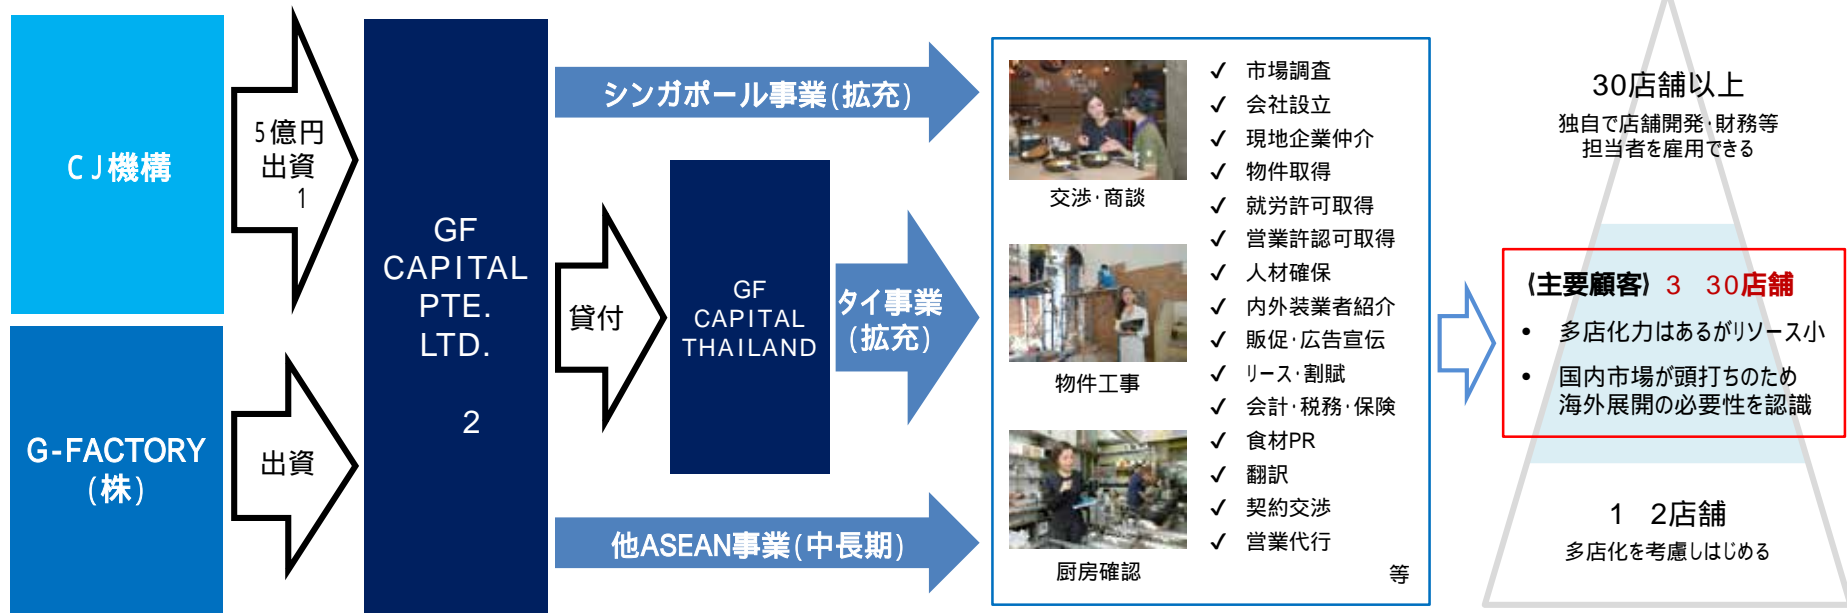 CJ機構
5億円
出資
1
G-FACTORY
(株)
出資
GF
CAPITAL
PTE.
LTD.
2
シンガポール事業(拡充)
貸付
GF
CAPITAL
THAILAND
タイ事業
(拡充)
他ASEAN事業(中長期)
交渉・商談
物件工事
厨房確認
✓ 市場調査
✓ 会社設立
✓ 現地企業仲介
✓ 物件取得
✓ 就労許可取得
✓ 営業許認可取得
✓ 人材確保
✓ 内外装業者紹介
✓ 販促・広告宣伝
✓ リース・割賦
✓ 会計・税務・保険
✓ 食材PR
✓ 翻訳
✓ 契約交渉
✓ 営業代行
等
30店舗以上
独自で店舗開発・財務等
担当者を雇用できる
〈主要顧客〉 3 30店舗
• 多店化力はあるがリソース小
• 国内市場が頭打ちのため
海外展開の必要性を認識
1 2店舗
多店化を考慮しはじめる